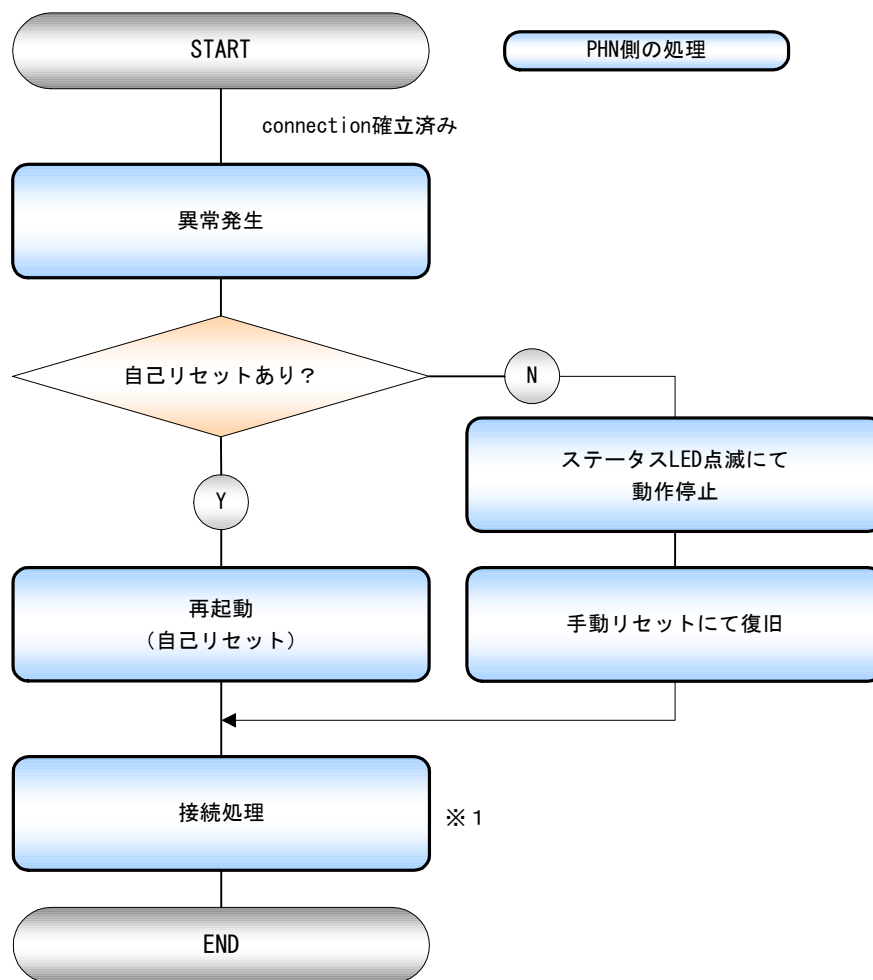 START
PHN側の処理
connection確立済み
異常発生
自己リセットあり？
N
ステータスLED点滅にて
動作停止
Y
再起動
（自己リセット）
手動リセットにて復旧
接続処理
※１
END